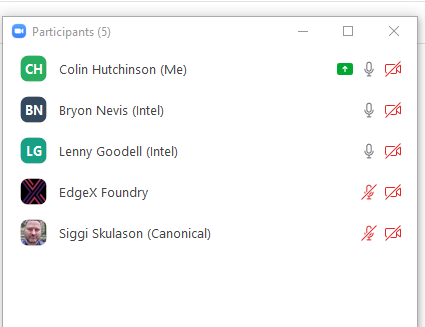 Participants (5)
CH Colin Hutchinson (Me)
BN Bryon Nevis (Intel)
LG Lenny Goodell (Intel)
EdgeX Foundry
Siggi Skulason (Canonical)